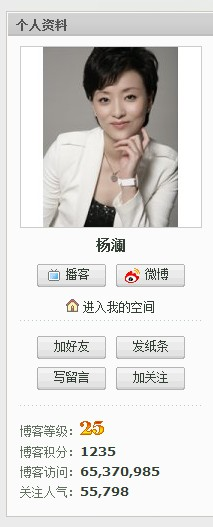 个人资料
杨澜
播客 微博
进入我的空间
加好友 发纸条
写留言 加关注
博客等级：25
博客积分：1235
博客访问：65,370,985
关注人气：55,798